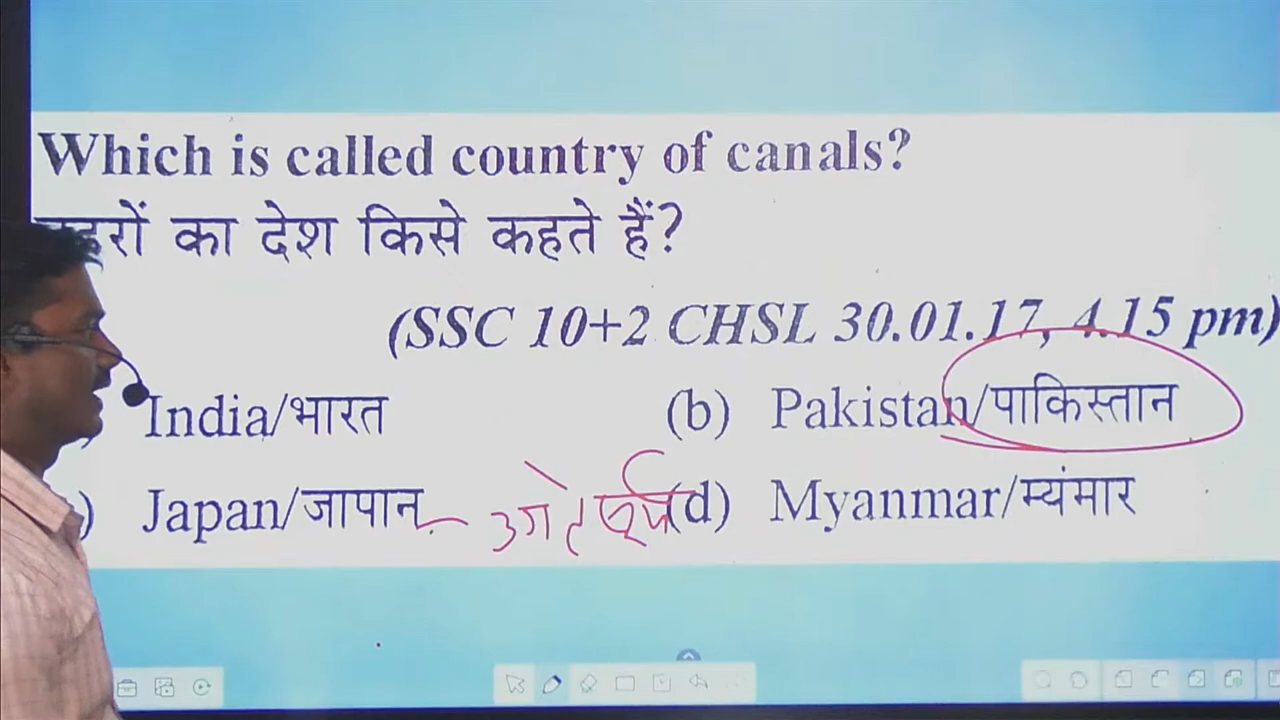 Which is called country of canals?
का देश किसे कहते हैं?
(SSC 10+2 CHSL 30.01.17, 4.15 pm)
India/भारत
(b) Pakistan/पाकिस्तान
) Japan/जापान उगते सूर्य
(d) Myanmar/म्यंमार